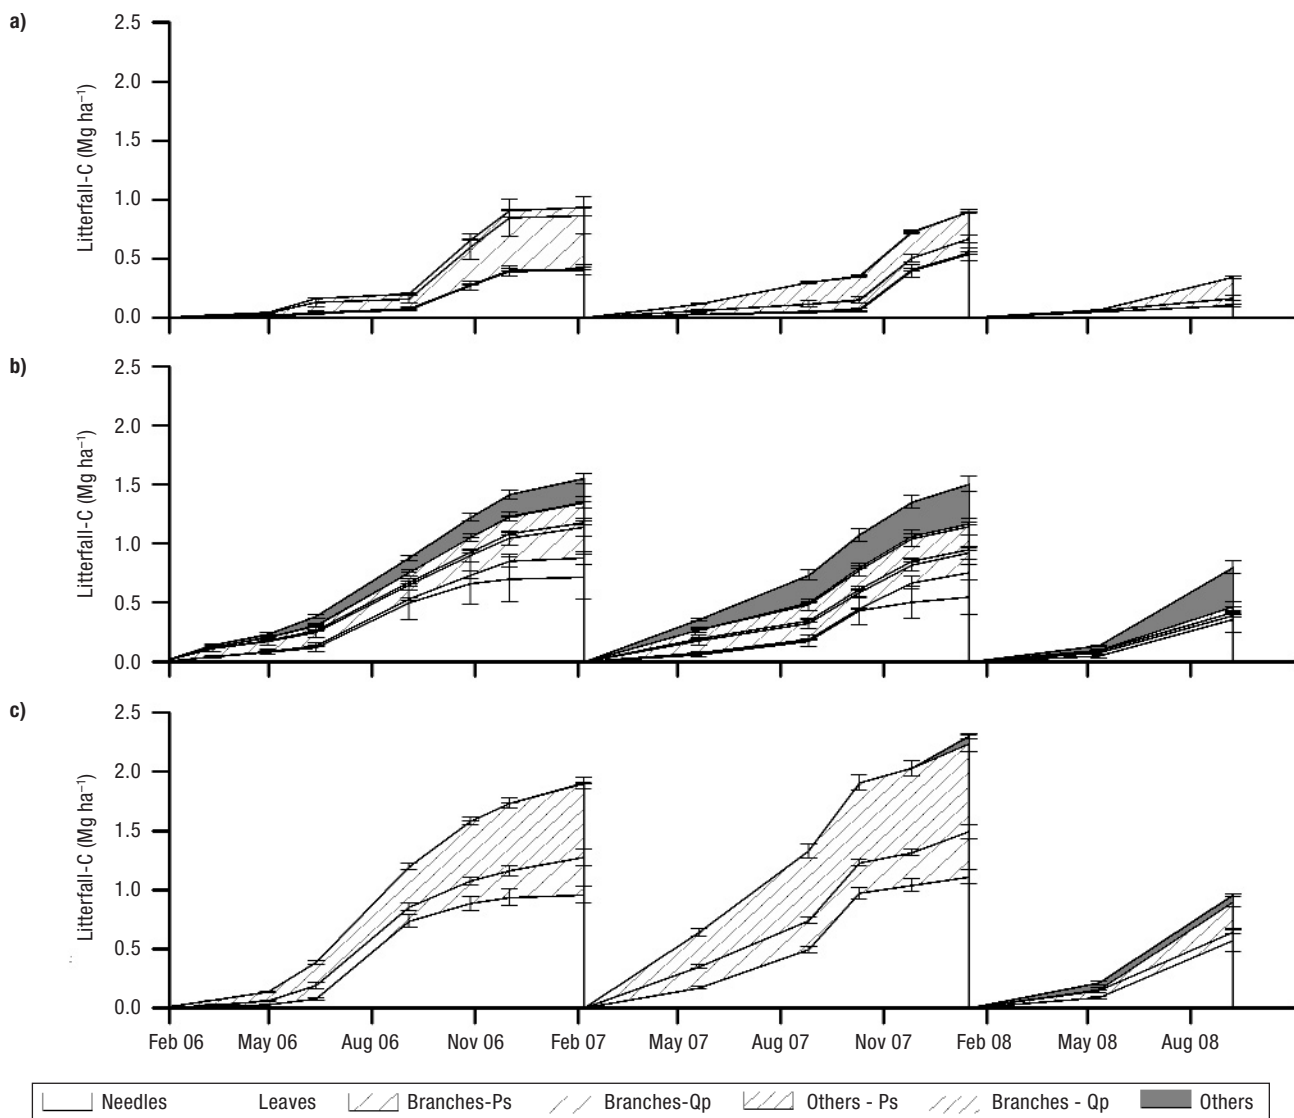 a)
2.5
2.0
1.5
1.0
0.5
0.0
Litterfall-C (Mg ha⁻¹)
b)
2.5
2.0
1.5
1.0
0.5
0.0
Litterfall-C (Mg ha⁻¹)
c)
2.5
2.0
1.5
1.0
0.5
0.0
Litterfall-C (Mg ha⁻¹)
Feb 06 May 06 Aug 06 Nov 06 Feb 07 May 07 Aug 07 Nov 07 Feb 08 May 08 Aug 08
Needles Leaves Branches-Ps Branches-Qp Others - Ps Branches - Qp Others